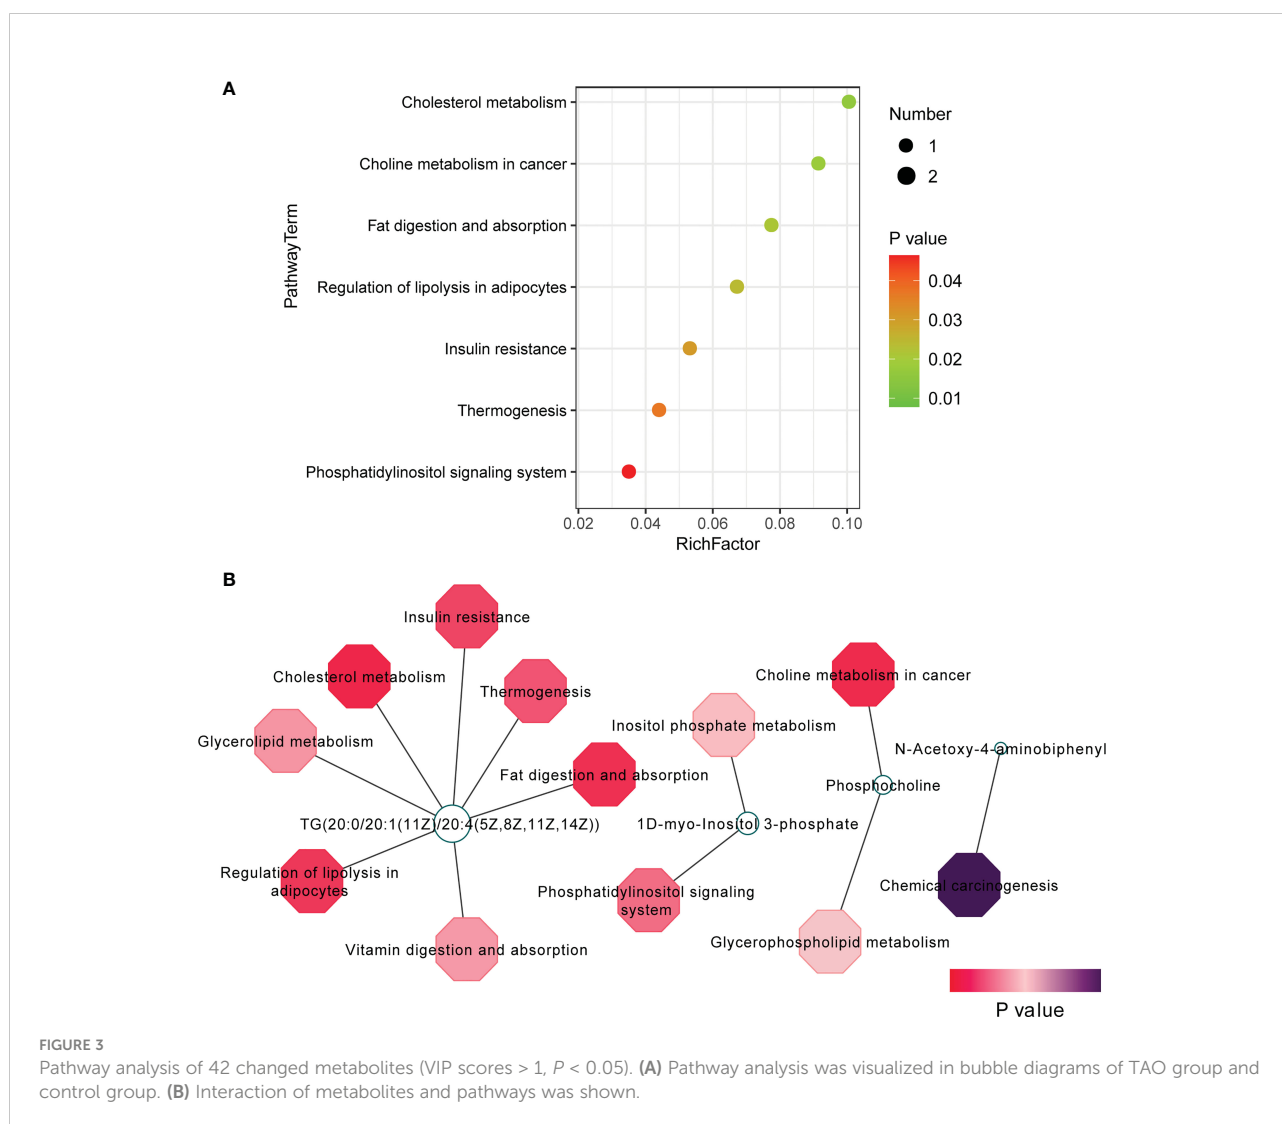 A
Cholesterol metabolism
Choline metabolism in cancer
Fat digestion and absorption
Regulation of lipolysis in adipocytes
Insulin resistance
Thermogenesis
Phosphatidylinositol signaling system
PathwayTerm
0.02 0.04 0.06 0.08 0.10
RichFactor
Number
1
2
P value
0.04
0.03
0.02
0.01
B
Insulin resistance
Cholesterol metabolism
Thermogenesis
Glycerolipid metabolism
Fat digestion and absorption
TG(20:0/20:1(11Z)/20:4(5Z,8Z,11Z,14Z))
Regulation of lipolysis in
adipocytes
Vitamin digestion and absorption
Inositol phosphate metabolism
1D-myo-Inositol 3-phosphate
Phosphatidylinositol signaling
system
Choline metabolism in cancer
Phosphocholine
Glycerophospholipid metabolism
N-Acetoxy-4-aminobiphenyl
Chemical carcinogenesis
P value
FIGURE 3
Pathway analysis of 42 changed metabolites (VIP scores > 1, P < 0.05). (A) Pathway analysis was visualized in bubble diagrams of TAO group and
control group. (B) Interaction of metabolites and pathways was shown.